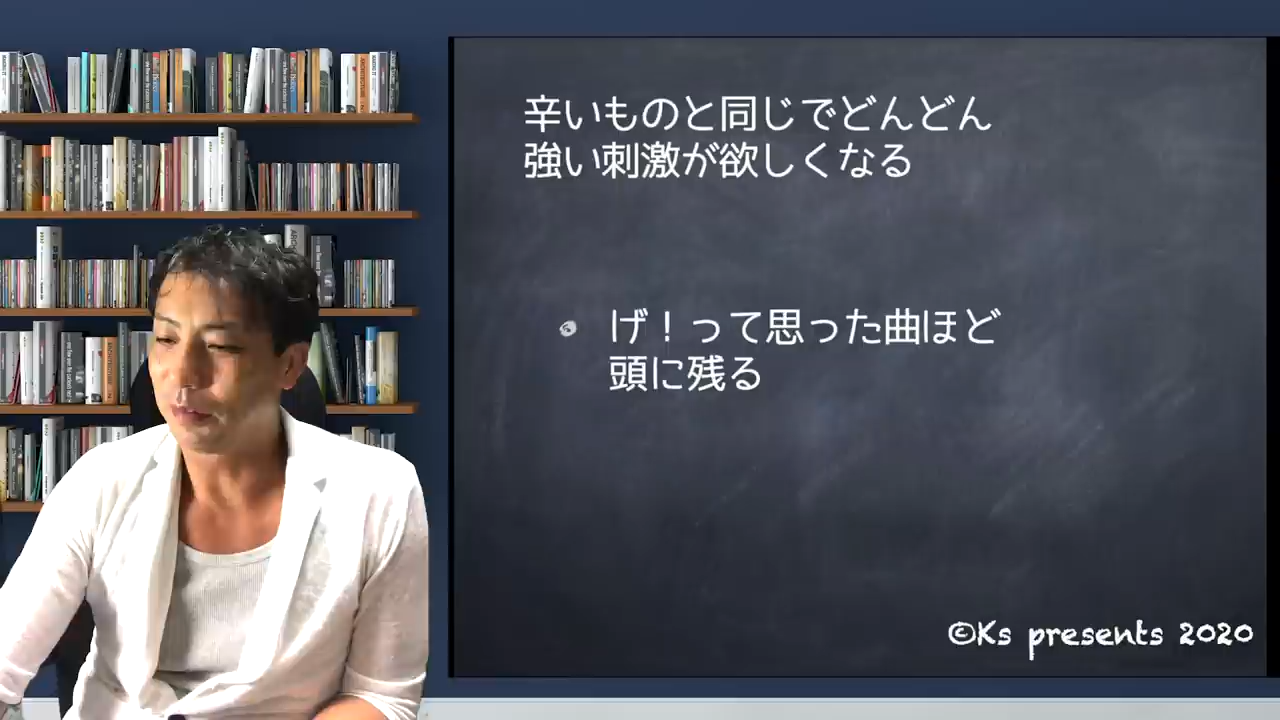 辛いものと同じでどんどん
強い刺激が欲しくなる
げ！って思った曲ほど
頭に残る
©Ks presents 2020